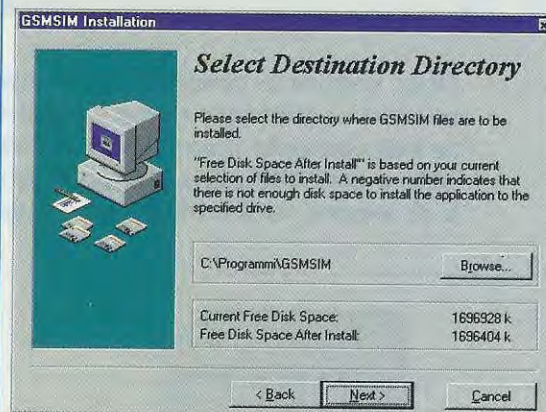 GSMSIM Installation
Select Destination Directory
Please select the directory where GSMSIM files are to be
installed.
"Free Disk Space After Install" is based on your current
selection of files to install. A negative number indicates that
there is not enough disk space to install the application to the
specified drive.
C:\Programmi\GSMSIM
Browse...
Current Free Disk Space: 1696928 k
Free Disk Space After Install: 1696404 k
< Back
Next >
Cancel